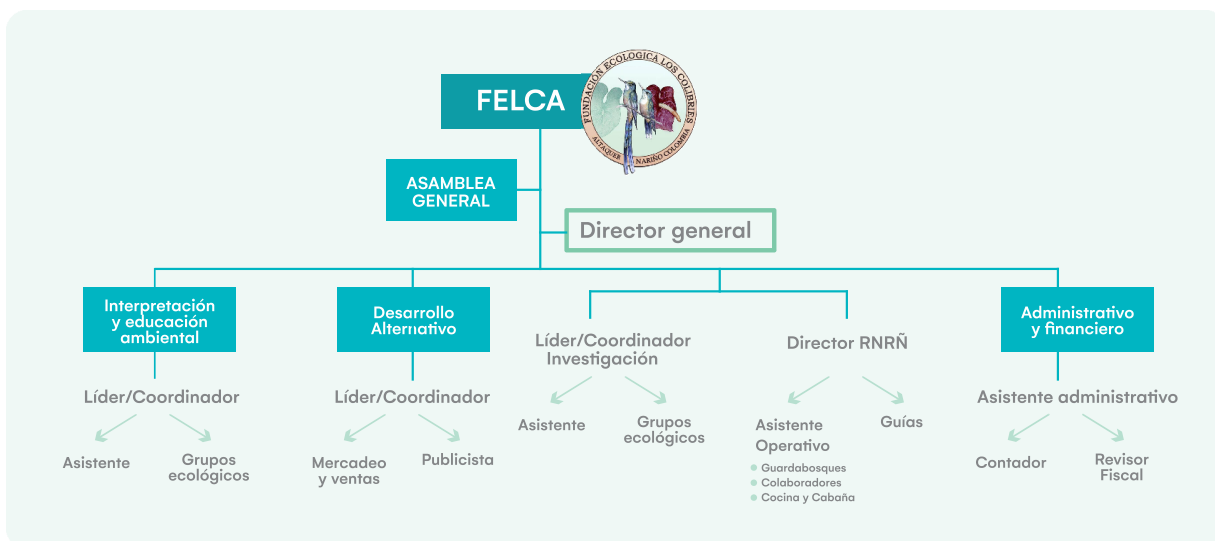 FELCA
FUNDACIÓN ECOLOGICA LOS COLIBRIES
ALTAQUER NARIÑO COLOMBIA
ASAMBLEA
GENERAL
Director general
Interpretación
y educación
ambiental
Líder/Coordinador
Asistente
Grupos
ecológicos
Desarrollo
Alternativo
Líder/Coordinador
Mercadeo
y ventas
Publicista
Líder/Coordinador
Investigación
Asistente
Grupos
ecológicos
Director RNRÑ
Asistente
Operativo
Guardabosques
Colaboradores
Cocina y Cabaña
Guías
Administrativo
y financiero
Asistente administrativo
Contador
Revisor
Fiscal